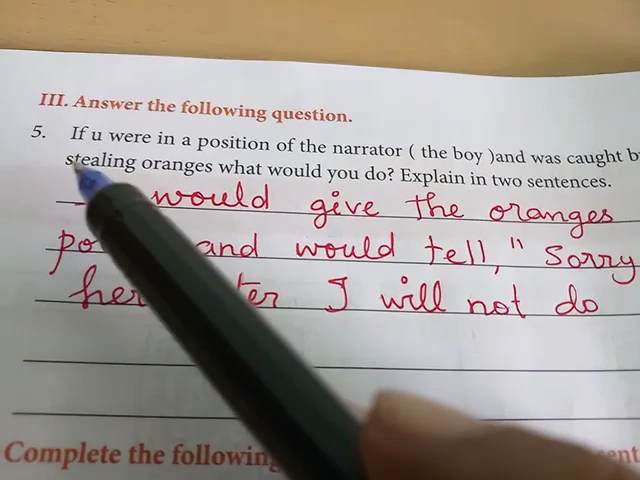 III. Answer the following question.
5. If u were in a position of the narrator ( the boy )and was caught b
stealing oranges what would you do? Explain in two sentences.
would give the oranges
and would tell," Sorry
I will not do
Complete the following